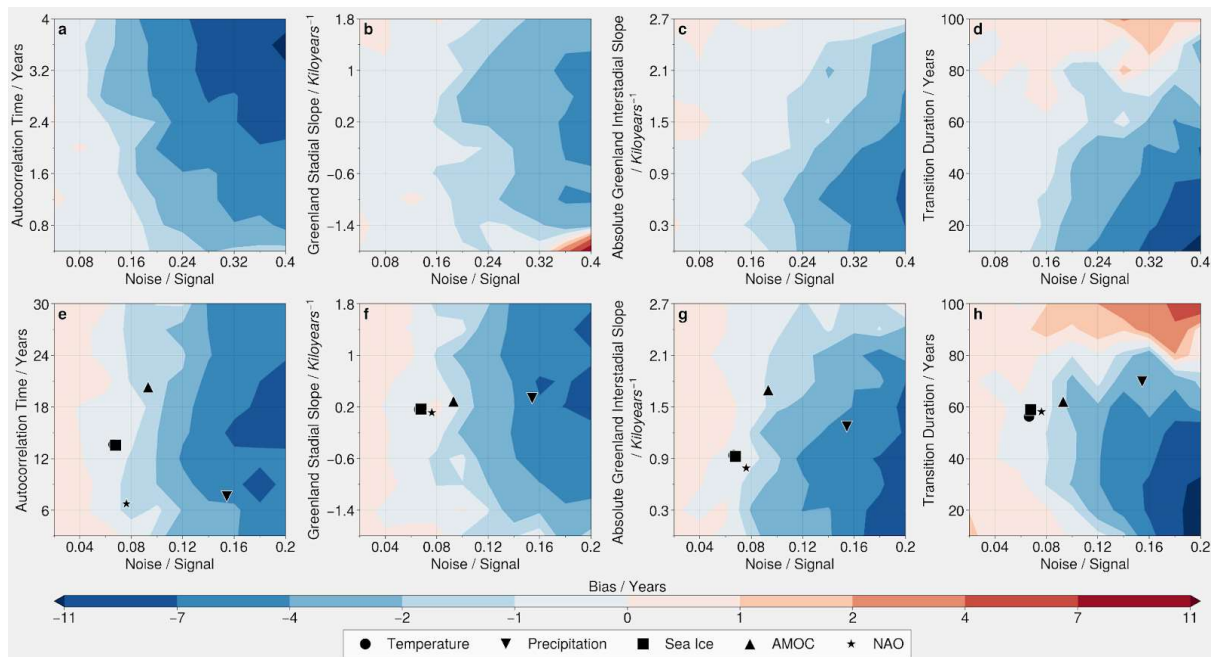 a
4
3.2
2.4
1.6
0.8
Autocorrelation Time / Years
0.08 0.16 0.24 0.32 0.4
Noise / Signal
b
1.8
1
0.2
−0.6
−1.4
Greenland Stadial Slope / Kiloyears⁻¹
0.08 0.16 0.24 0.32 0.4
Noise / Signal
c
2.7
2.1
1.5
0.9
0.3
Absolute Greenland Interstadial Slope
/ Kiloyears⁻¹
0.08 0.16 0.24 0.32 0.4
Noise / Signal
d
100
80
60
40
20
Transition Duration / Years
0.08 0.16 0.24 0.32 0.4
Noise / Signal
e
30
24
18
12
6
Autocorrelation Time / Years
0.04 0.08 0.12 0.16 0.2
Noise / Signal
f
1.8
1
0.2
−0.6
−1.4
Greenland Stadial Slope / Kiloyears⁻¹
0.04 0.08 0.12 0.16 0.2
Noise / Signal
g
2.7
2.1
1.5
0.9
0.3
Absolute Greenland Interstadial Slope
/ Kiloyears⁻¹
0.04 0.08 0.12 0.16 0.2
Noise / Signal
h
100
80
60
40
20
Transition Duration / Years
0.04 0.08 0.12 0.16 0.2
Noise / Signal
Bias / Years
−11 −7 −4 −2 −1 0 1 2 4 7 11
Temperature Precipitation Sea Ice AMOC NAO